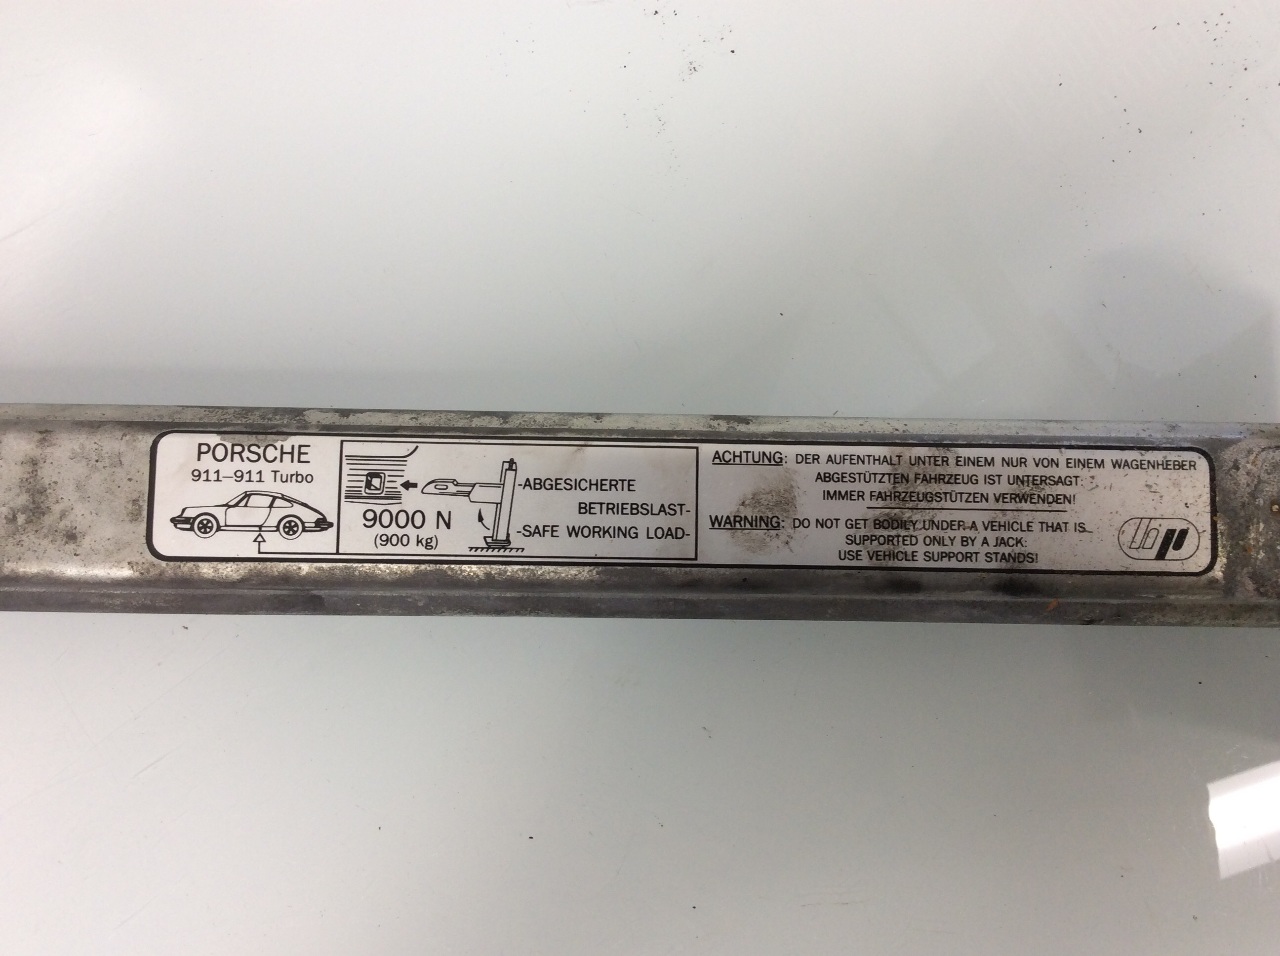 PORSCHE
911–911 Turbo
9000 N
(900 kg)
-ABGESICHERTE
BETRIEBSLAST-
-SAFE WORKING LOAD-
ACHTUNG: DER AUFENTHALT UNTER EINEM NUR VON EINEM WAGENHEBER
ABGESTÜTZTEN FAHRZEUG IST UNTERSAGT:
IMMER FAHRZEUGSTÜTZEN VERWENDEN!
WARNING: DO NOT GET BODILY UNDER A VEHICLE THAT IS
SUPPORTED ONLY BY A JACK:
USE VEHICLE SUPPORT STANDS!